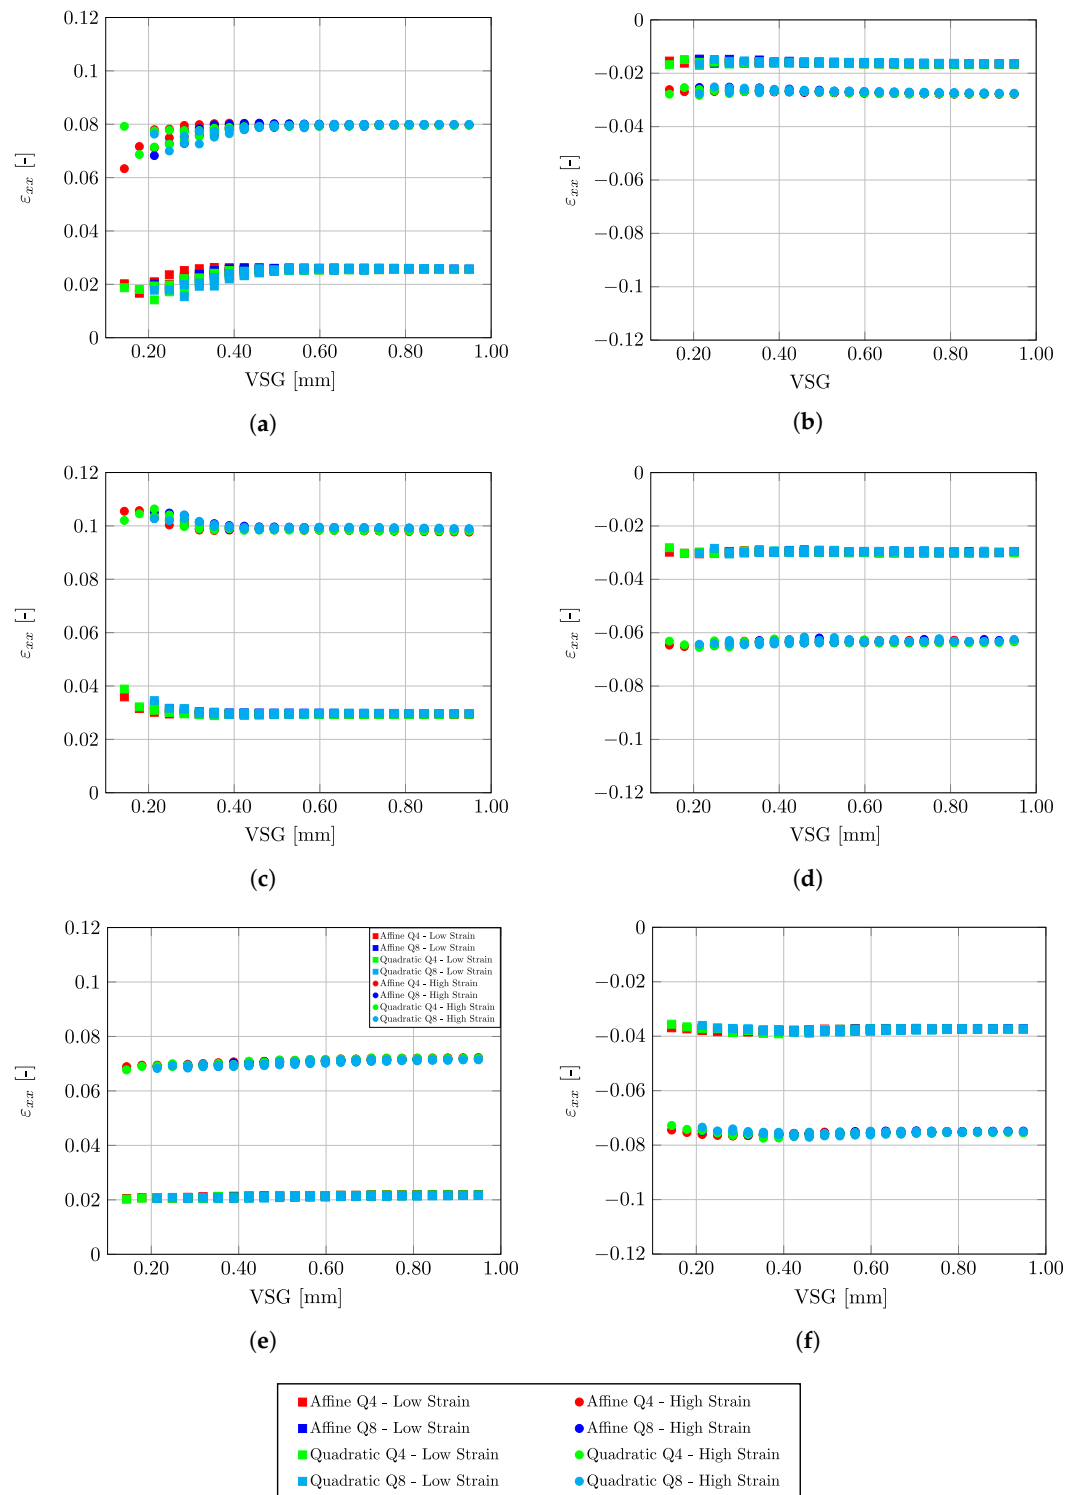 0.12
0.1
0.08
0.06
0.04
0.02
0
ε_xx [-]
0.20 0.40 0.60 0.80 1.00
VSG [mm]
(a)
0
−0.02
−0.04
−0.06
−0.08
−0.1
−0.12
ε_xx [-]
0.20 0.40 0.60 0.80 1.00
VSG
(b)
0.12
0.1
0.08
0.06
0.04
0.02
0
ε_xx [-]
0.20 0.40 0.60 0.80 1.00
VSG [mm]
(c)
0
−0.02
−0.04
−0.06
−0.08
−0.1
−0.12
ε_xx [-]
0.20 0.40 0.60 0.80 1.00
VSG [mm]
(d)
0.12
0.1
0.08
0.06
0.04
0.02
0
ε_xx [-]
Affine Q4 - Low Strain
Affine Q8 - Low Strain
Quadratic Q4 - Low Strain
Quadratic Q8 - Low Strain
Affine Q4 - High Strain
Affine Q8 - High Strain
Quadratic Q4 - High Strain
Quadratic Q8 - High Strain
0.20 0.40 0.60 0.80 1.00
VSG [mm]
(e)
0
−0.02
−0.04
−0.06
−0.08
−0.1
−0.12
ε_xx [-]
0.20 0.40 0.60 0.80 1.00
VSG [mm]
(f)
Affine Q4 - Low Strain Affine Q4 - High Strain
Affine Q8 - Low Strain Affine Q8 - High Strain
Quadratic Q4 - Low Strain Quadratic Q4 - High Strain
Quadratic Q8 - Low Strain Quadratic Q8 - High Strain